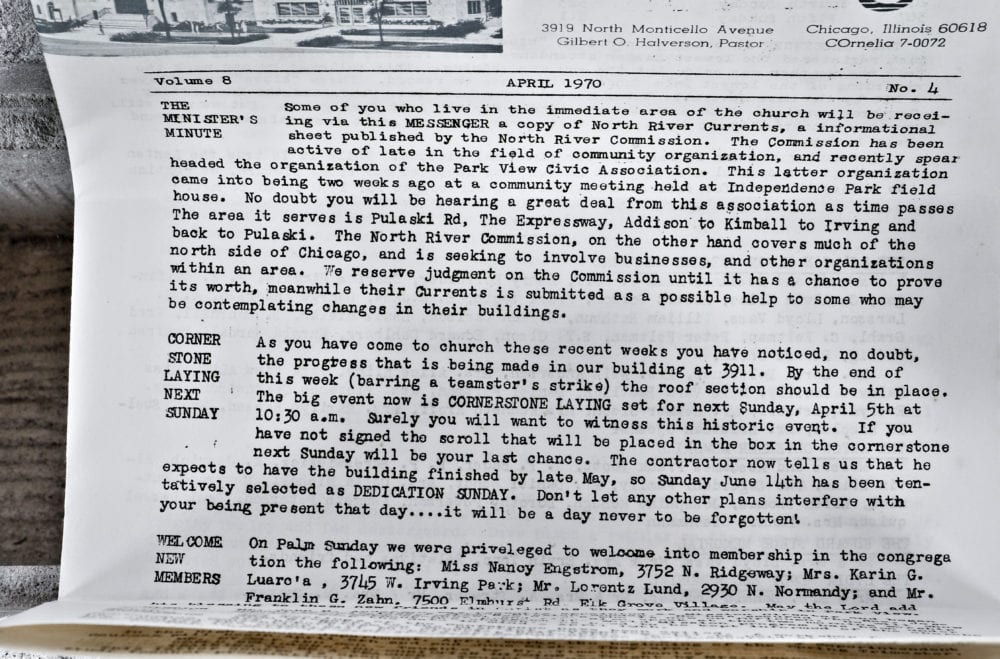 3919 North Monticello Avenue Chicago, Illinois 60618
Gilbert O. Halverson, Pastor COrnelia 7-0072
Volume 8 APRIL 1970 No. 4
THE Some of you who live in the immediate area of the church will be recei-
MINISTER'S ing via this MESSENGER a copy of North River Currents, a informational
MINUTE sheet published by the North River Commission. The Commission has been
active of late in the field of community organization, and recently spear
headed the organization of the Park View Civic Association. This latter organization
came into being two weeks ago at a community meeting held at Independence Park field
house. No doubt you will be hearing a great deal from this association as time passes
The area it serves is Pulaski Rd, The Expressway, Addison to Kimball to Irving and
back to Pulaski. The North River Commission, on the other hand covers much of the
north side of Chicago, and is seeking to involve businesses, and other organizations
within an area. We reserve judgment on the Commission until it has a chance to prove
its worth, meanwhile their Currents is submitted as a possible help to some who may
be contemplating changes in their buildings.
CORNER As you have come to church these recent weeks you have noticed, no doubt,
STONE the progress that is being made in our building at 3911. By the end of
LAYING this week (barring a teamster's strike) the roof section should be in place.
NEXT The big event now is CORNERSTONE LAYING set for next Sunday, April 5th at
SUNDAY 10:30 a.m. Surely you will want to witness this historic event. If you
have not signed the scroll that will be placed in the box in the cornerstone
next Sunday will be your last chance. The contractor now tells us that he
expects to have the building finished by late May, so Sunday June 14th has been ten-
tatively selected as DEDICATION SUNDAY. Don't let any other plans interfere with
your being present that day....it will be a day never to be forgotten!
WELCOME On Palm Sunday we were priveleged to welcome into membership in the congrega
NEW tion the following: Miss Nancy Engstrom, 3752 N. Ridgeway; Mrs. Karin G.
MEMBERS Luarca , 3745 W. Irving Park; Mr. Lorentz Lund, 2930 N. Normandy; and Mr.
Franklin G. Zahn, 7500 Elmhurst Rd Elk Grove Village. May the Lord add